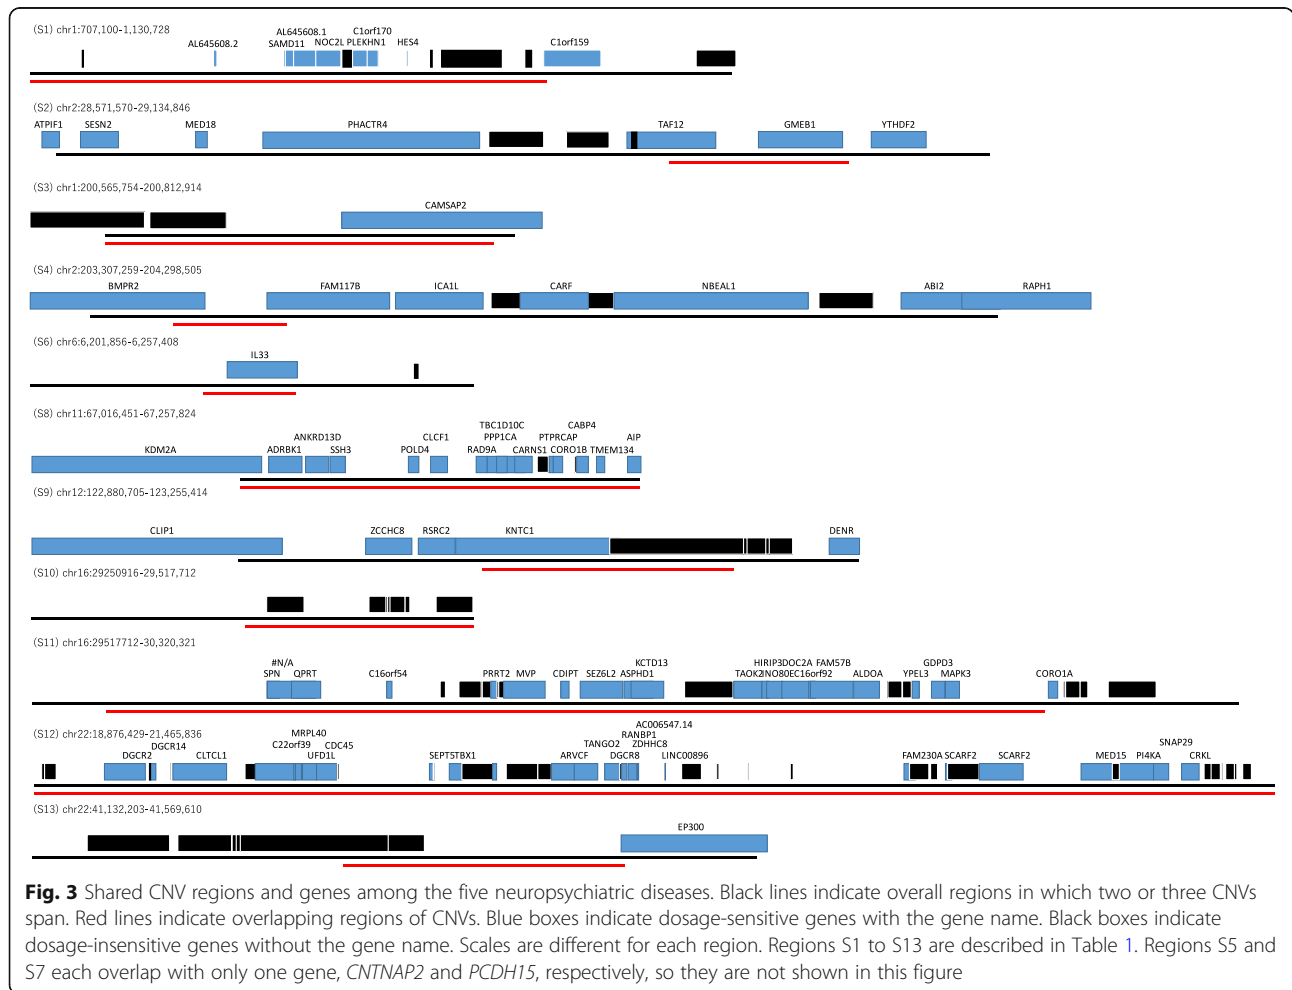 (S1) chr1:707,100-1,130,728
AL645608.1 C1orf170
AL645608.2 SAMD11 NOC2L PLEKHN1 HES4 C1orf159
(S2) chr2:28,571,570-29,134,846
ATPIF1 SESN2 MED18 PHACTR4 TAF12 GMEB1 YTHDF2
(S3) chr1:200,565,754-200,812,914
CAMSAP2
(S4) chr2:203,307,259-204,298,505
BMPR2 FAM117B ICA1L CARF NBEAL1 ABI2 RAPH1
(S6) chr6:6,201,856-6,257,408
IL33
(S8) chr11:67,016,451-67,257,824
TBC1D10C CABP4
ANKRD13D CLCF1 PPP1CA PTPRCAP AIP
KDM2A ADRBK1 SSH3 POLD4 RAD9A CARNS1 CORO1B TMEM134
(S9) chr12:122,880,705-123,255,414
CLIP1 ZCCHC8 RSRC2 KNTC1 DENR
(S10) chr16:29250916-29,517,712
(S11) chr16:29517712-30,320,321
#N/A KCTD13 HIRIP3DOC2A FAM57B GDPD3
SPN QPRT C16orf54 PRRT2 MVP CDIPT SEZ6L2 ASPHD1 TAOK2 INO80EC16orf92 ALDOA YPEL3 MAPK3 CORO1A
AC006547.14
(S12) chr22:18,876,429-21,465,836
MRPL40 RANBP1 SNAP29
DGCR14 C22orf39 CDC45 TANGO2 ZDHHC8
DGCR2 CLTCL1 UFD1L SEPT5TBX1 ARVCF DGCR8 LINC00896 FAM230A SCARF2 SCARF2 MED15 PI4KA CRKL
(S13) chr22:41,132,203-41,569,610
EP300
Fig. 3 Shared CNV regions and genes among the five neuropsychiatric diseases. Black lines indicate overall regions in which two or three CNVs
span. Red lines indicate overlapping regions of CNVs. Blue boxes indicate dosage-sensitive genes with the gene name. Black boxes indicate
dosage-insensitive genes without the gene name. Scales are different for each region. Regions S1 to S13 are described in Table 1. Regions S5 and
S7 each overlap with only one gene, CNTNAP2 and PCDH15, respectively, so they are not shown in this figure